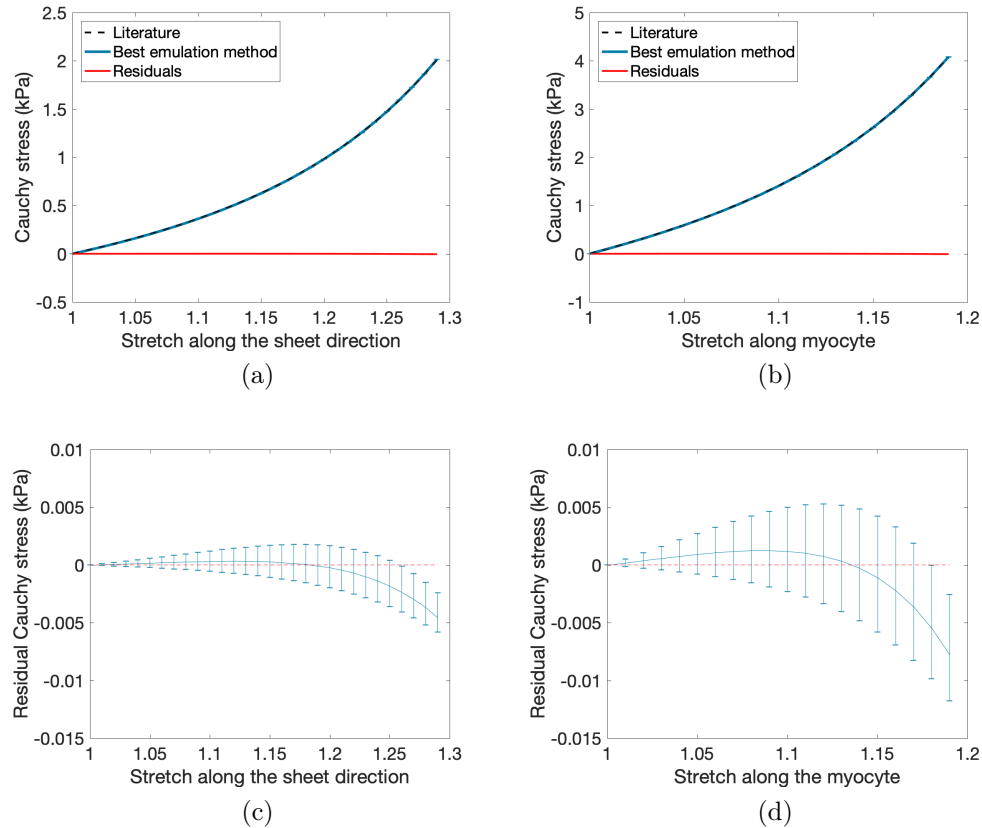 2.5
2
1.5
1
0.5
0
-0.5
Cauchy stress (kPa)
Literature
Best emulation method
Residuals
1 1.05 1.1 1.15 1.2 1.25 1.3
Stretch along the sheet direction
(a)
5
4
3
2
1
0
-1
Cauchy stress (kPa)
Literature
Best emulation method
Residuals
1 1.05 1.1 1.15 1.2
Stretch along myocyte
(b)
0.01
0.005
0
-0.005
-0.01
-0.015
Residual Cauchy stress (kPa)
1 1.05 1.1 1.15 1.2 1.25 1.3
Stretch along the sheet direction
(c)
0.01
0.005
0
-0.005
-0.01
-0.015
Residual Cauchy stress (kPa)
1 1.05 1.1 1.15 1.2
Stretch along the myocyte
(d)